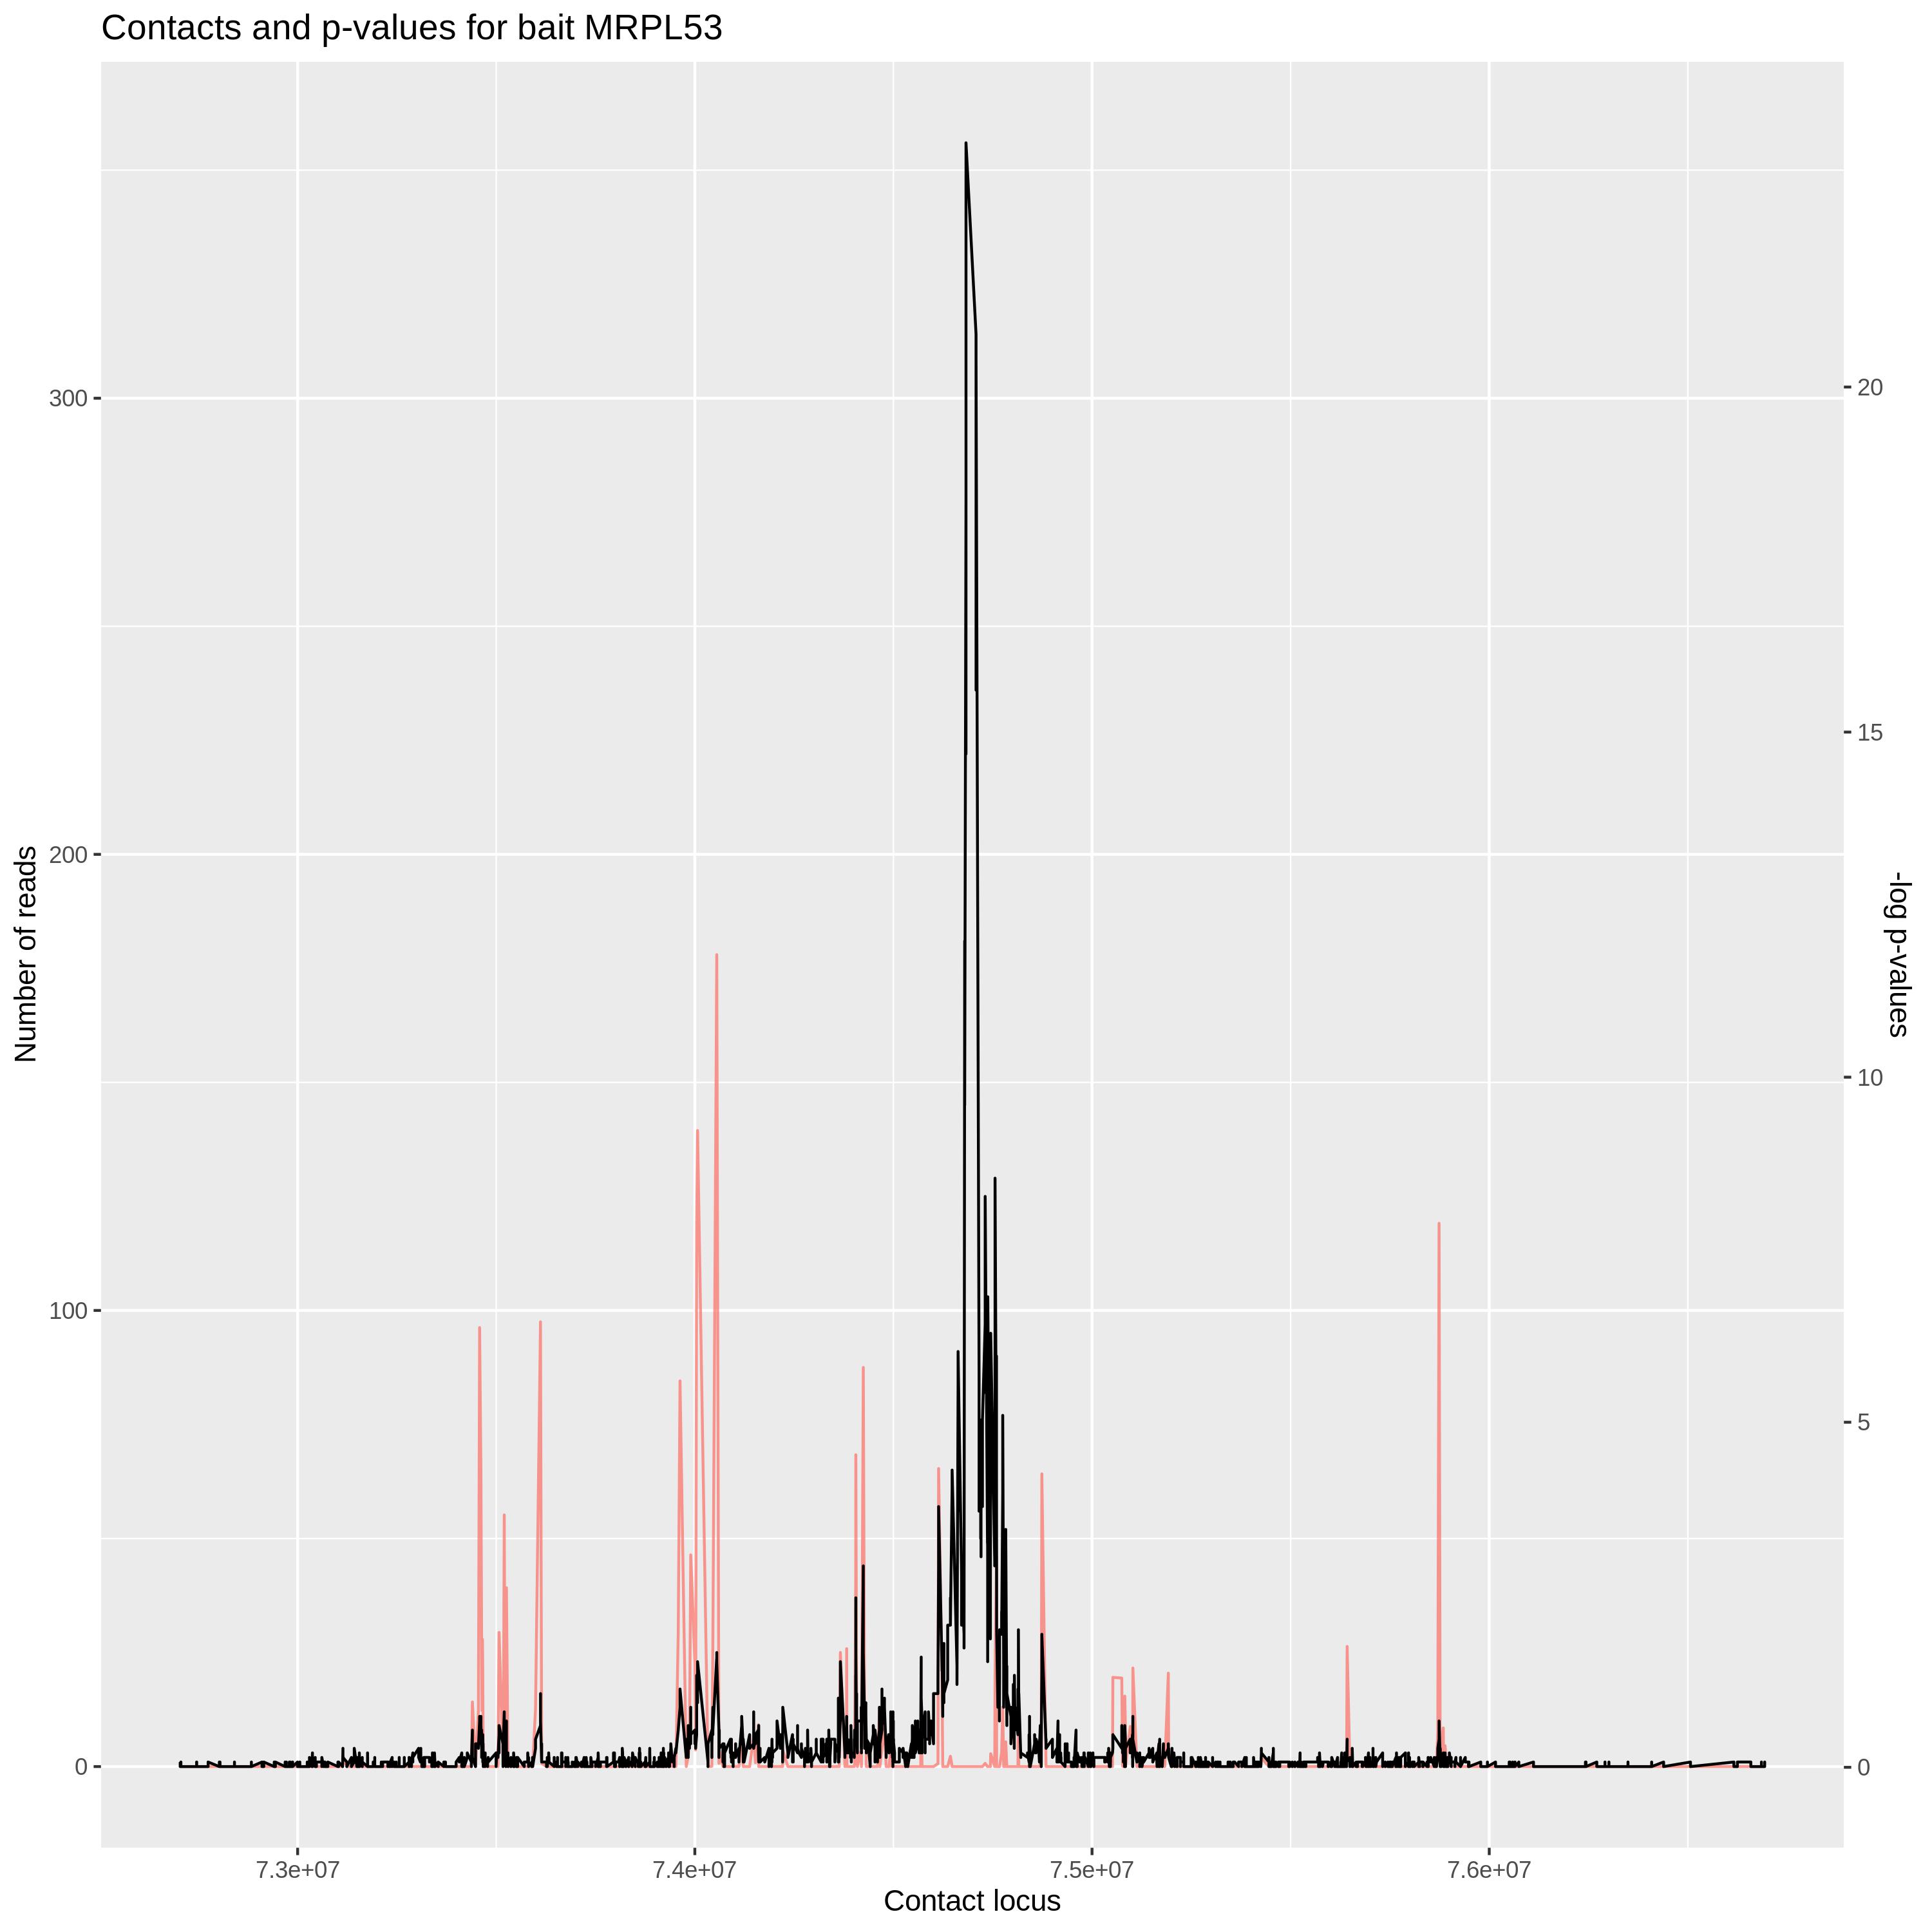 Contacts and p-values for bait MRPL53
Number of reads
300
200
100
0
20
15
10
5
0
-log p-values
7.3e+07 7.4e+07 7.5e+07 7.6e+07
Contact locus